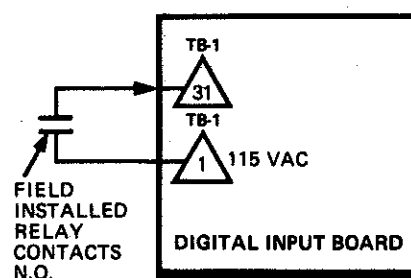 TB-1
31
TB-1
1
115 VAC
FIELD
INSTALLED
RELAY
CONTACTS
N.O.
DIGITAL INPUT BOARD